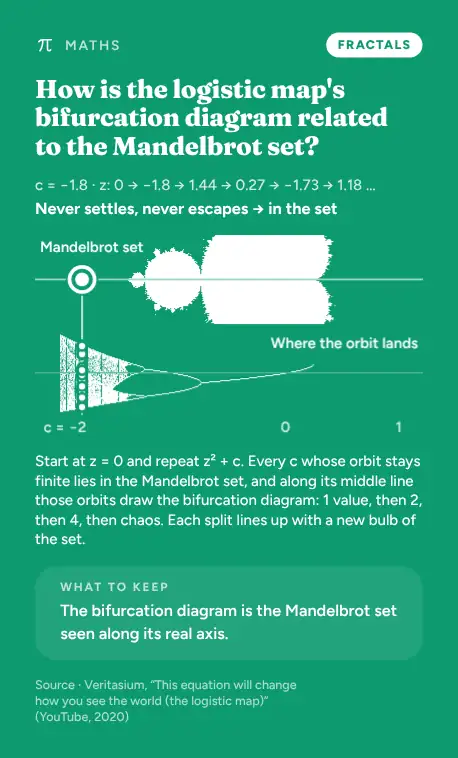 π MATHS
FRACTALS
How is the logistic map's
bifurcation diagram related
to the Mandelbrot set?
c = −1.8 · z: 0 → −1.8 → 1.44 → 0.27 → −1.73 → 1.18 ...
Never settles, never escapes → in the set
Mandelbrot set
Where the orbit lands
c = −2 0 1
Start at z = 0 and repeat z² + c. Every c whose orbit stays
finite lies in the Mandelbrot set, and along its middle line
those orbits draw the bifurcation diagram: 1 value, then 2,
then 4, then chaos. Each split lines up with a new bulb of
the set.
WHAT TO KEEP
The bifurcation diagram is the Mandelbrot set
seen along its real axis.
Source · Veritasium, “This equation will change
how you see the world (the logistic map)”
(YouTube, 2020)